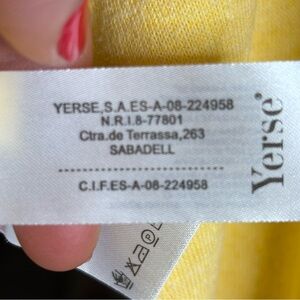 YERSE,S.A.ES-A-08-224958
N.R.I.8-77801
Ctra.de Terrassa,263
SABADELL
C.I.F.ES-A-08-224958
Yerse